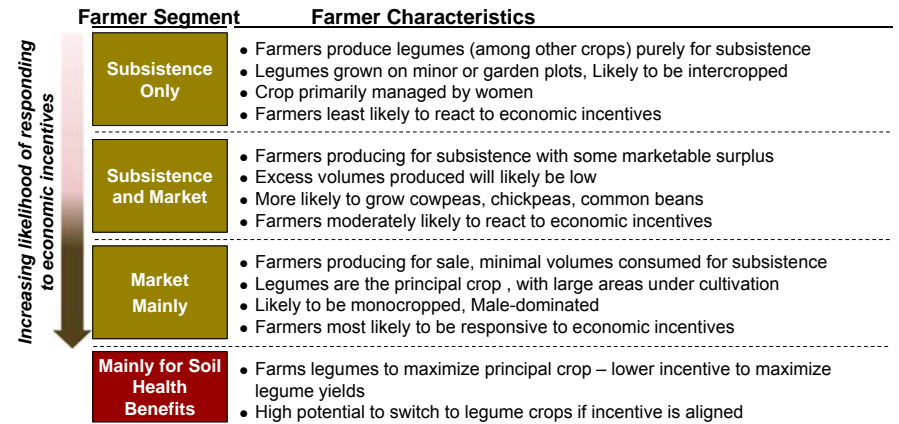 Farmer Segment Farmer Characteristics
Increasing likelihood of responding
to economic incentives
Subsistence
Only
• Farmers produce legumes (among other crops) purely for subsistence
• Legumes grown on minor or garden plots, Likely to be intercropped
• Crop primarily managed by women
• Farmers least likely to react to economic incentives
Subsistence
and Market
• Farmers producing for subsistence with some marketable surplus
• Excess volumes produced will likely be low
• More likely to grow cowpeas, chickpeas, common beans
• Farmers moderately likely to react to economic incentives
Market
Mainly
• Farmers producing for sale, minimal volumes consumed for subsistence
• Legumes are the principal crop , with large areas under cultivation
• Likely to be monocropped, Male-dominated
• Farmers most likely to be responsive to economic incentives
Mainly for Soil
Health
Benefits
• Farms legumes to maximize principal crop – lower incentive to maximize
legume yields
• High potential to switch to legume crops if incentive is aligned